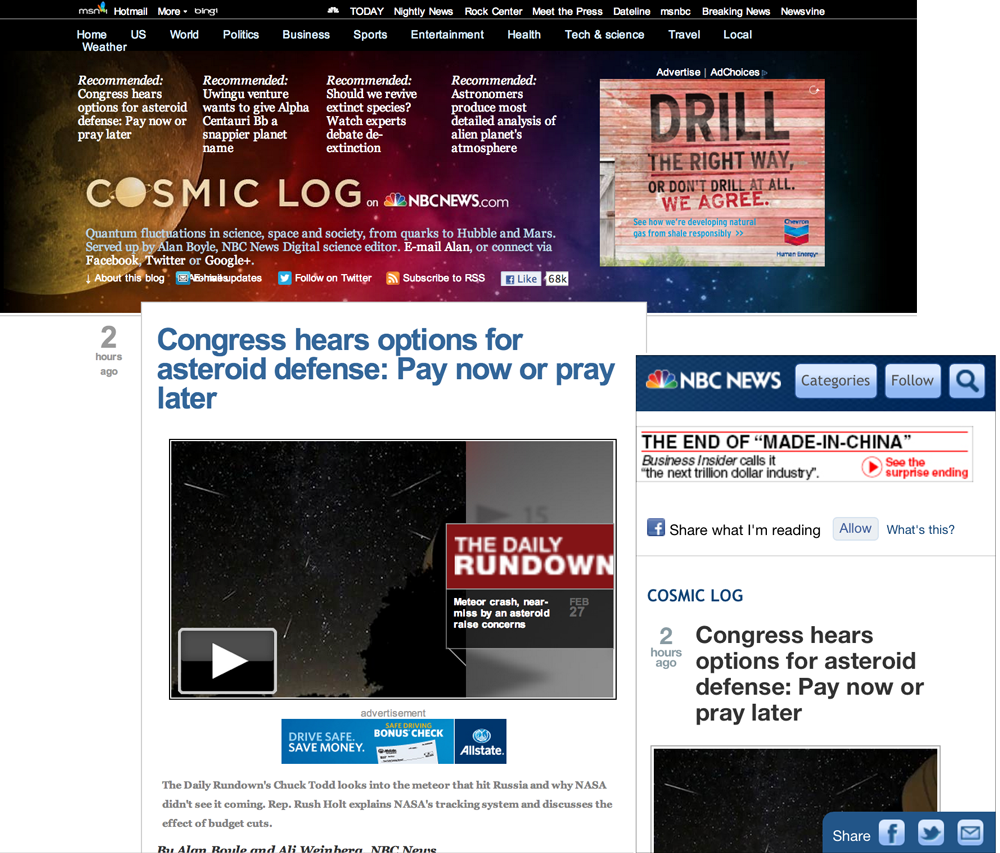 msn Hotmail More bing TODAY Nightly News Rock Center Meet the Press Dateline msnbc Breaking News Newsvine
Home US World Politics Business Sports Entertainment Health Tech & science Travel Local
Weather
Advertise | AdChoices
Recommended:
Congress hears
options for asteroid
defense: Pay now or
pray later
Recommended:
Uwingu venture
wants to give Alpha
Centauri Bb a
snappier planet
name
Recommended:
Should we revive
extinct species?
Watch experts
debate de-
extinction
Recommended:
Astronomers
produce most
detailed analysis of
alien planet's
atmosphere
DRILL
THE RIGHT WAY,
OR DON'T DRILL AT ALL.
WE AGREE.
See how we're developing natural
gas from shale responsibly >>
Chevron
Human Energy®
COSMIC LOG on NBCNEWS.com
Quantum fluctuations in science, space and society, from quarks to Hubble and Mars.
Served up by Alan Boyle, NBC News Digital science editor. E-mail Alan, or connect via
Facebook, Twitter or Google+.
↓ About this blog updates Follow on Twitter Subscribe to RSS Like 68k
2
hours
ago
Congress hears options for
asteroid defense: Pay now or pray
later
15
THE DAILY
RUNDOWN
Meteor crash, near-
miss by an asteroid
raise concerns
FEB
27
advertisement
DRIVE SAFE.
SAVE MONEY.
SAFE DRIVING
BONUS CHECK
Allstate.
The Daily Rundown's Chuck Todd looks into the meteor that hit Russia and why NASA
didn't see it coming. Rep. Rush Holt explains NASA's tracking system and discusses the
effect of budget cuts.
By Alan Boyle and Ali Weinberg, NBC News
NBC NEWS Categories Follow
THE END OF “MADE-IN-CHINA”
Business Insider calls it
“the next trillion dollar industry”.
See the
surprise ending
Share what I'm reading Allow What's this?
COSMIC LOG
2
hours
ago
Congress hears
options for asteroid
defense: Pay now or
pray later
Share